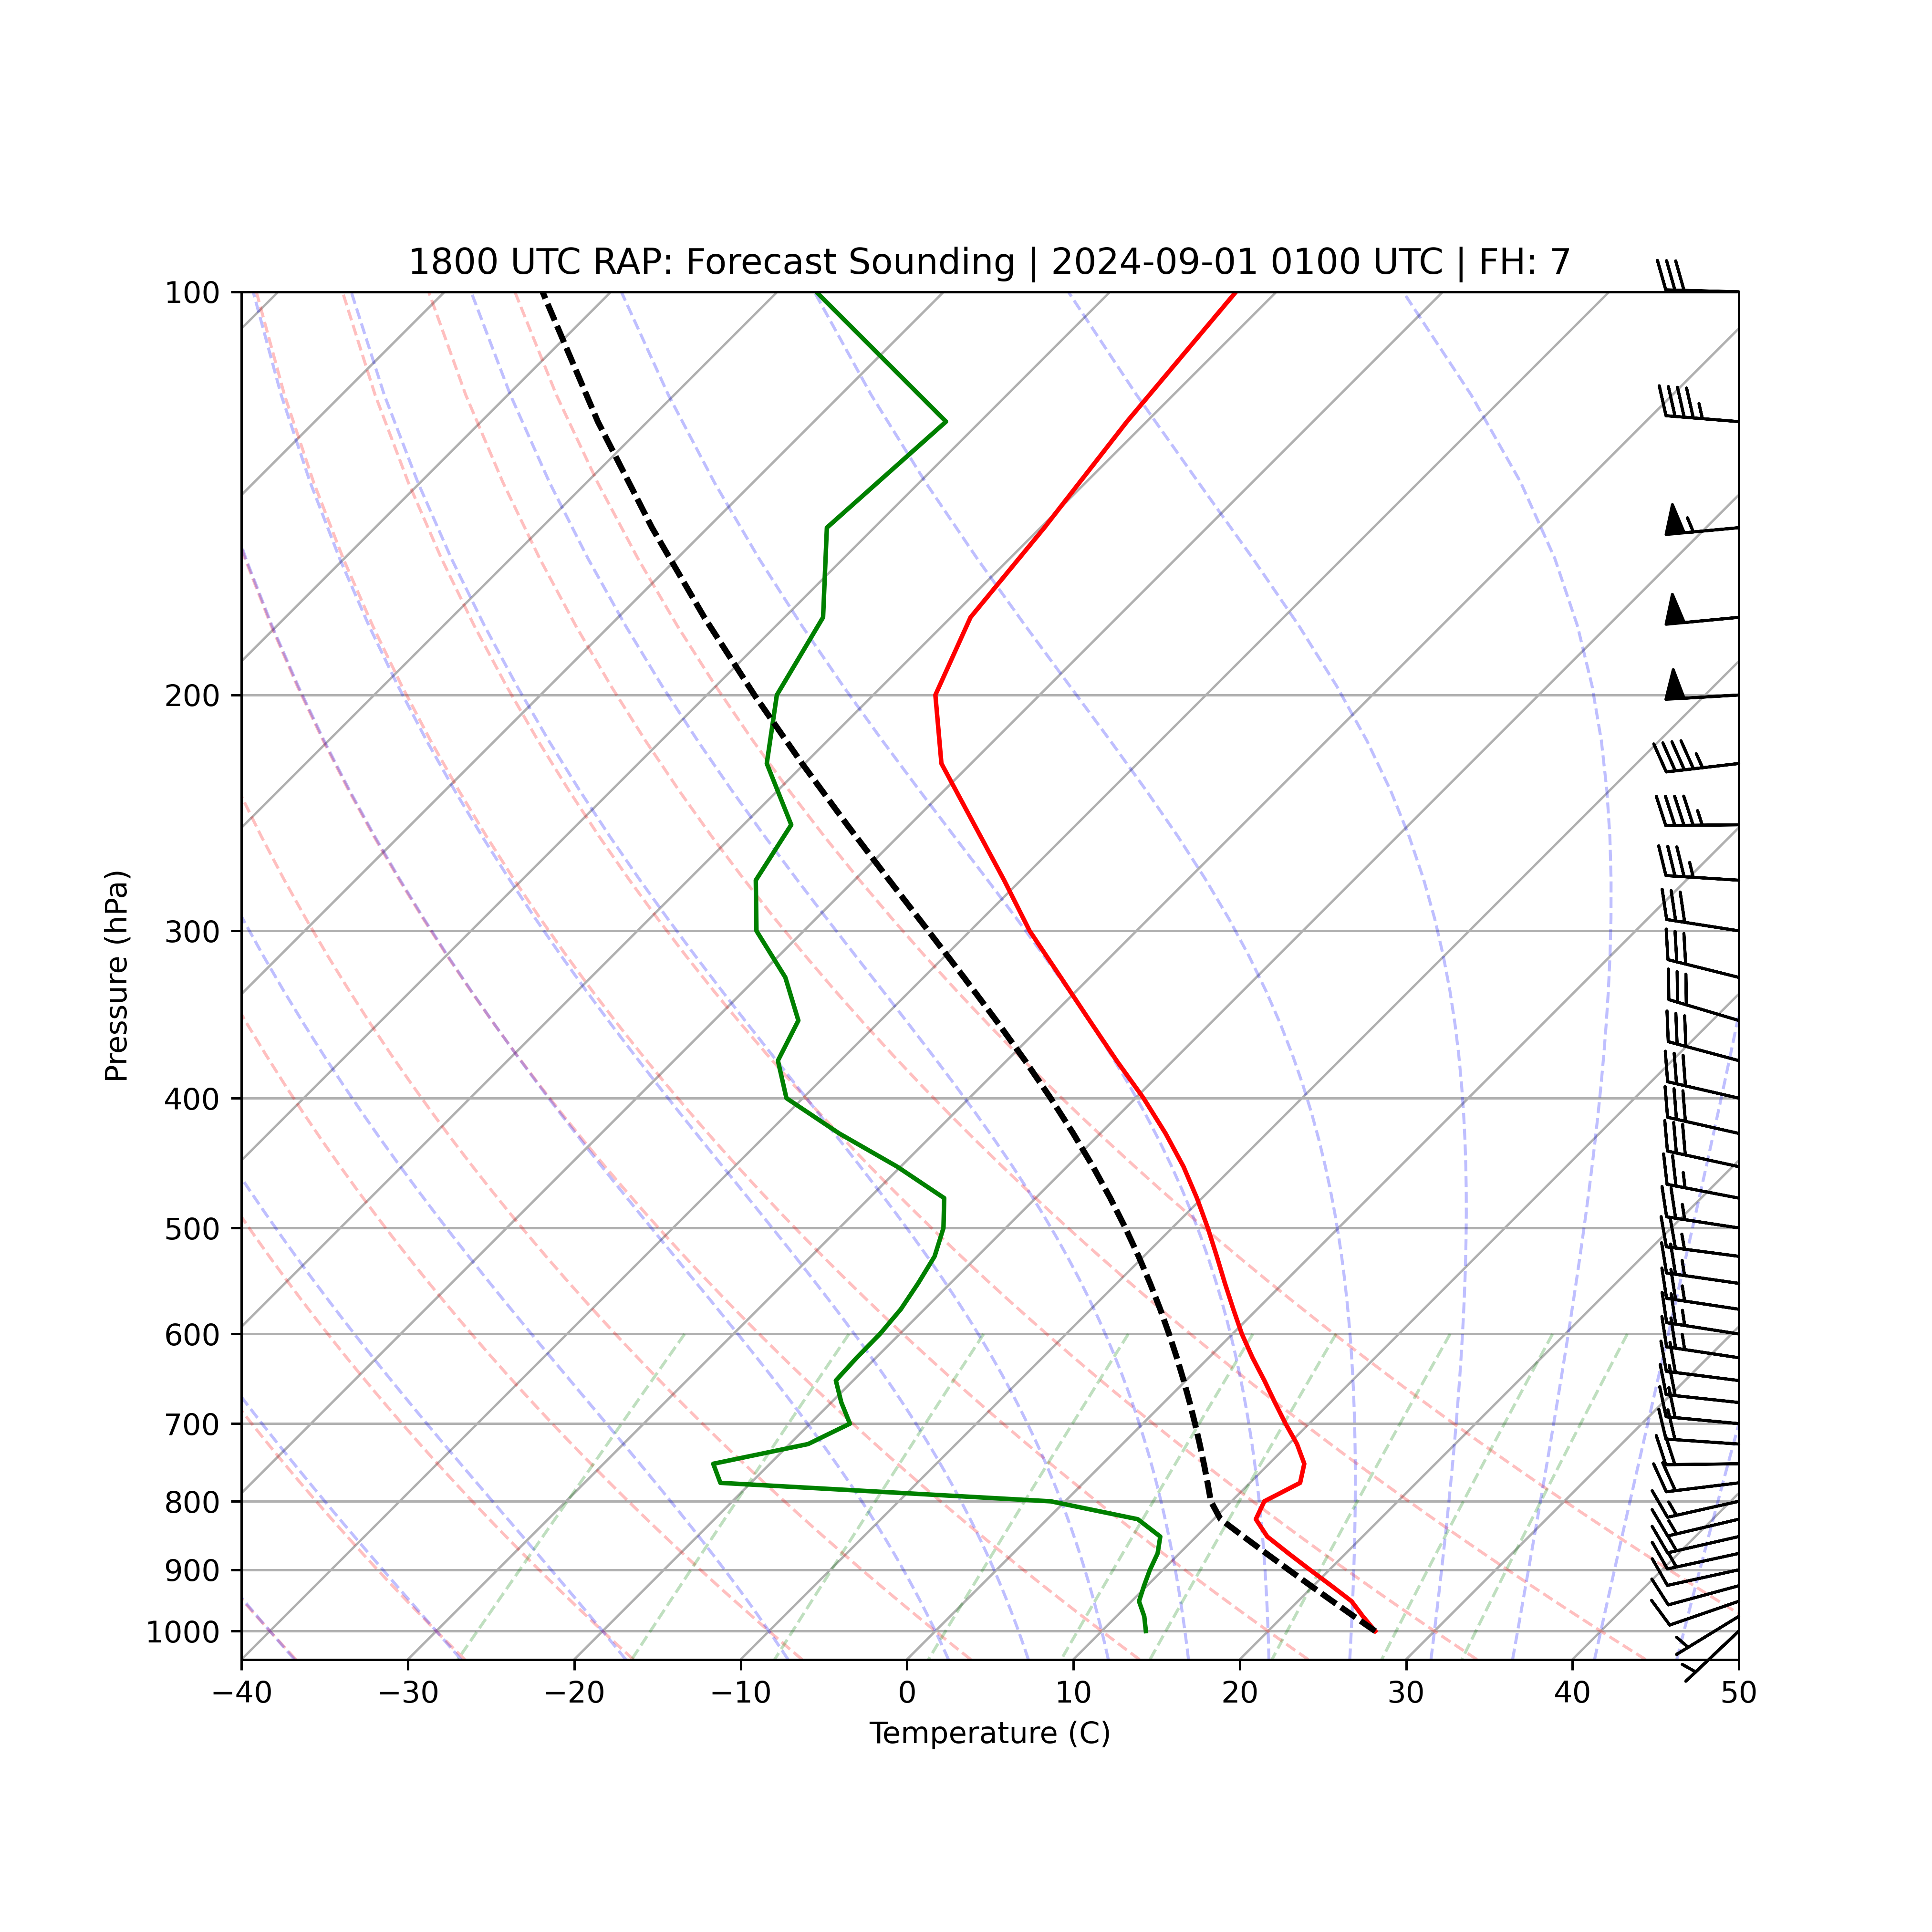 1800 UTC RAP: Forecast Sounding | 2024-09-01 0100 UTC | FH: 7
100
200
300
400
500
600
700
800
900
1000
Pressure (hPa)
−40 −30 −20 −10 0 10 20 30 40 50
Temperature (C)